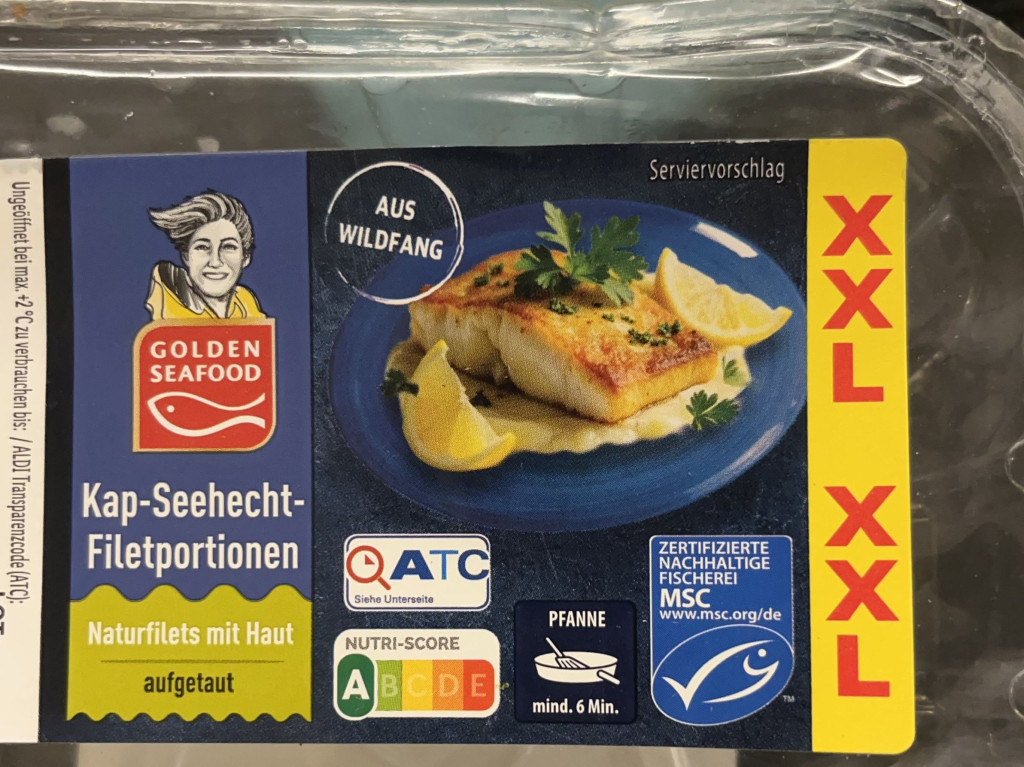 Ungeöffnet bei max. +2 °C zu verbrauchen bis: / ALDI Transparenzcode (ATC):
GOLDEN
SEAFOOD
Kap-Seehecht-
Filetportionen
Naturfilets mit Haut
aufgetaut
AUS
WILDFANG
Serviervorschlag
ATC
Siehe Unterseite
NUTRI-SCORE
A B C D E
PFANNE
mind. 6 Min.
ZERTIFIZIERTE
NACHHALTIGE
FISCHEREI
MSC
www.msc.org/de
TM
XXL
XXL